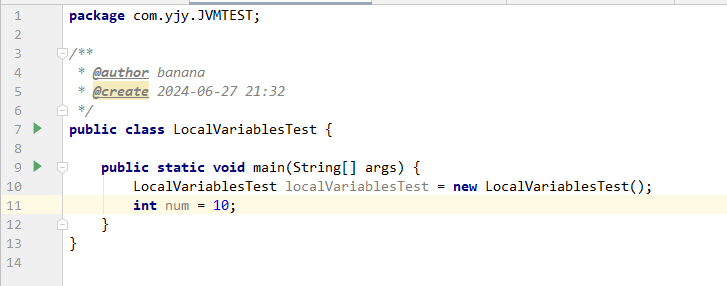 1 package com.yjy.JVMTEST;
2
3 /**
4 * @author banana
5 * @create 2024-06-27 21:32
6 */
7 public class LocalVariablesTest {
8
9 public static void main(String[] args) {
10 LocalVariablesTest localVariablesTest = new LocalVariablesTest();
11 int num = 10;
12 }
13 }
14